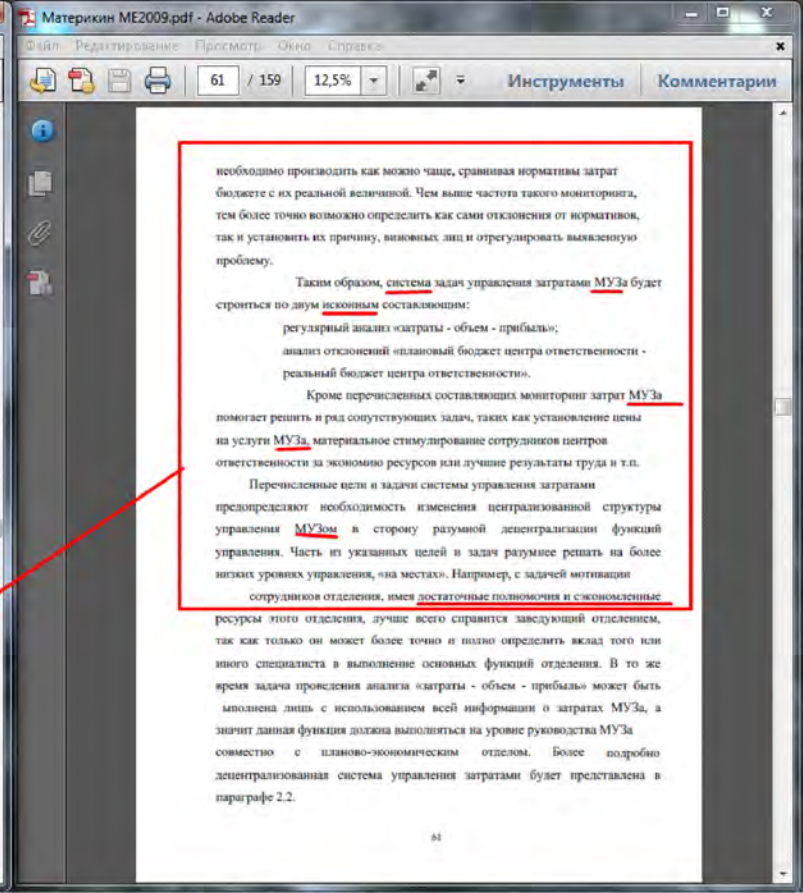 Материкин МЕ2009.pdf - Adobe Reader
Файл Редактирование Просмотр Окно Справка
61 / 159 12,5% Инструменты Комментарии
необходимо производить как можно чаще, сравнивая нормативы затрат
бюджете с их реальной величиной. Чем выше частота такого мониторинга,
тем более точно возможно определить как сами отклонения от нормативов,
так и установить их причину, виновных лиц и отрегулировать выявленную
проблему.
Таким образом, система задач управления затратами МУЗа будет
строиться по двум исконным составляющим:
регулярный анализ «затраты - объем - прибыль»;
анализ отклонений «плановый бюджет центра ответственности -
реальный бюджет центра ответственности».
Кроме перечисленных составляющих мониторинг затрат МУЗа
помогает решить и ряд сопутствующих задач, таких как установление цены
на услуги МУЗа, материальное стимулирование сотрудников центров
ответственности за экономию ресурсов или лучшие результаты труда и т.п.
Перечисленные цели и задачи системы управления затратами
предопределяют необходимость изменения централизованной структуры
управления МУЗом в сторону разумной децентрализации функций
управления. Часть из указанных целей и задач разумнее решать на более
низких уровнях управления, «на местах». Например, с задачей мотивации
сотрудников отделения, имея достаточные полномочия и сэкономленные
ресурсы этого отделения, лучше всего справится заведующий отделением,
так как только он может более точно и полно определить вклад того или
иного специалиста в выполнение основных функций отделения. В то же
время задача проведения анализа «затраты - объем - прибыль» может быть
ыполнена лишь с использованием всей информации о затратах МУЗа, а
значит данная функция должна выполняться на уровне руководства МУЗа
совместно с планово-экономическим отделом. Более подробно
децентрализованная система управления затратами будет представлена в
параграфе 2.2.
61